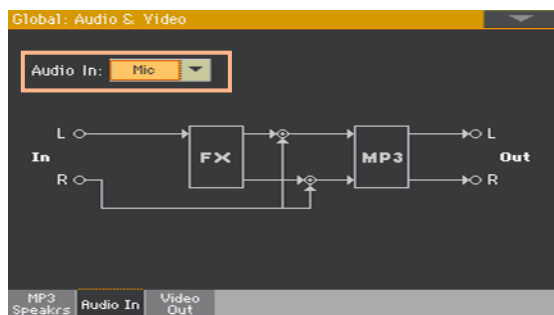 Global: Audio & Video
Audio In: Mic
L
FX
MP3
L
In
Out
R
R
MP3 Speakrs
Audio In
Video Out